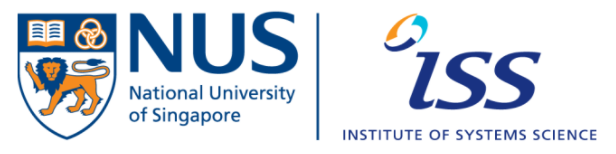 NUS
National University
of Singapore
iss
INSTITUTE OF SYSTEMS SCIENCE